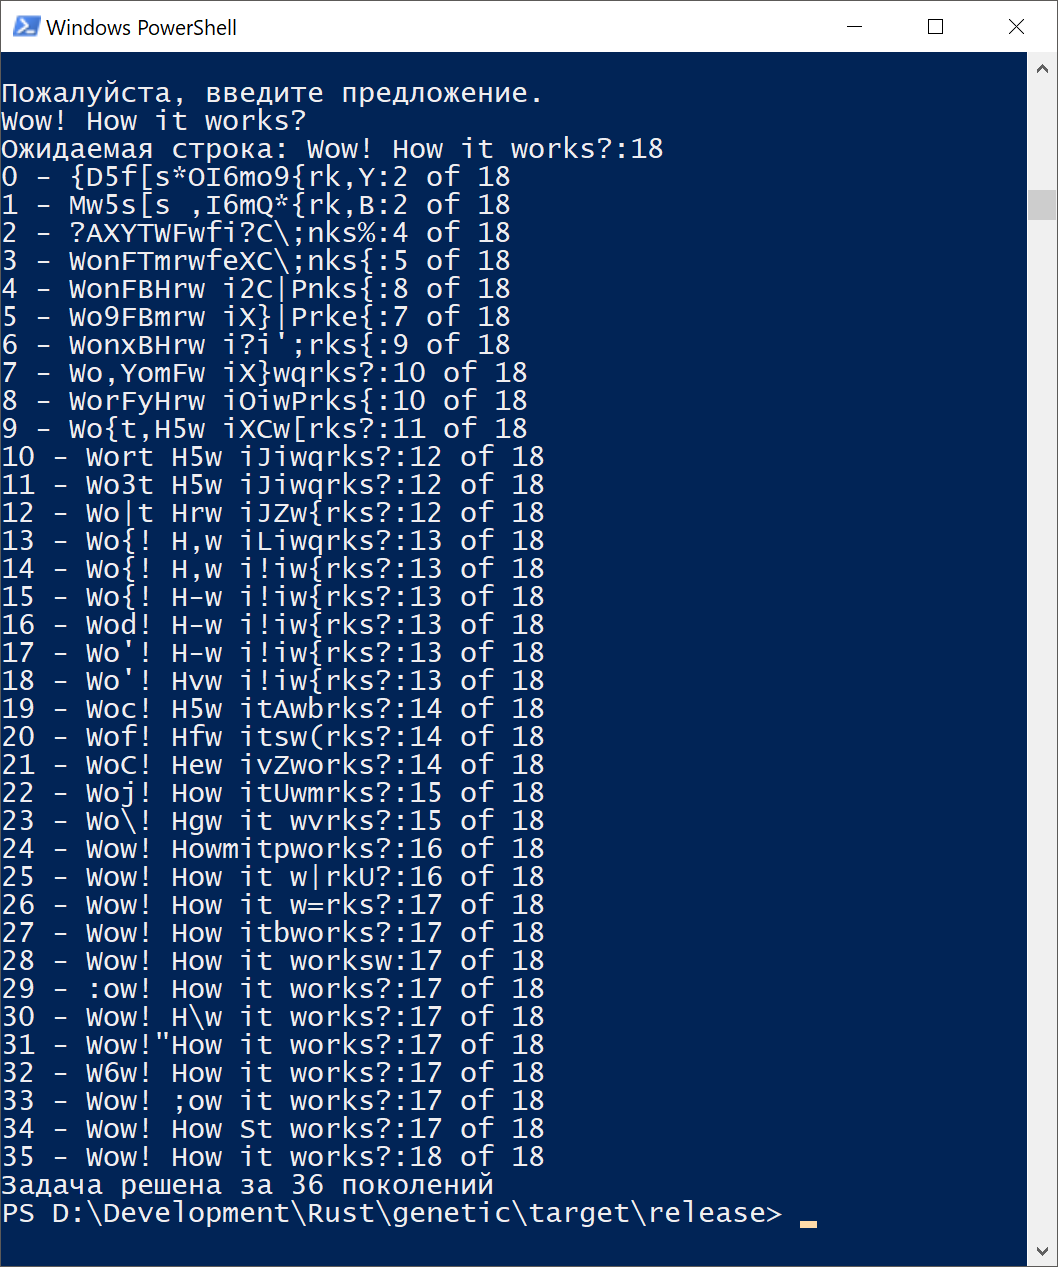 Windows PowerShell
Пожалуйста, введите предложение.
Wow! How it works?
Ожидаемая строка: Wow! How it works?:18
0 - {D5f[s*OI6mo9{rk,Y:2 of 18
1 - Mw5s[s ,I6mQ*{rk,B:2 of 18
2 - ?AXYTWFwfi?C\;nks%:4 of 18
3 - WonFTmrwfeXC\;nks{:5 of 18
4 - WonFBHrw i2C|Pnks{:8 of 18
5 - Wo9FBmrw iX}|Prke{:7 of 18
6 - WonxBHrw i?i';rks{:9 of 18
7 - Wo,YomFw iX}wqrks?:10 of 18
8 - WorFyHrw iOiwPrks{:10 of 18
9 - Wo{t,H5w iXCw[rks?:11 of 18
10 - Wort H5w iJiwqrks?:12 of 18
11 - Wo3t H5w iJiwqrks?:12 of 18
12 - Wo|t Hrw iJZw{rks?:12 of 18
13 - Wo{! H,w iLiwqrks?:13 of 18
14 - Wo{! H,w i!iw{rks?:13 of 18
15 - Wo{! H-w i!iw{rks?:13 of 18
16 - Wod! H-w i!iw{rks?:13 of 18
17 - Wo'! H-w i!iw{rks?:13 of 18
18 - Wo'! Hvw i!iw{rks?:13 of 18
19 - Woc! H5w itAwbrks?:14 of 18
20 - Wof! Hfw itsw(rks?:14 of 18
21 - WoC! Hew ivZworks?:14 of 18
22 - Woj! How itUwmrks?:15 of 18
23 - Wo\! Hgw it wvrks?:15 of 18
24 - Wow! Howmitpworks?:16 of 18
25 - Wow! How it w|rkU?:16 of 18
26 - Wow! How it w=rks?:17 of 18
27 - Wow! How itbworks?:17 of 18
28 - Wow! How it worksw:17 of 18
29 - :ow! How it works?:17 of 18
30 - Wow! H\w it works?:17 of 18
31 - Wow!"How it works?:17 of 18
32 - W6w! How it works?:17 of 18
33 - Wow! ;ow it works?:17 of 18
34 - Wow! How St works?:17 of 18
35 - Wow! How it works?:18 of 18
Задача решена за 36 поколений
PS D:\Development\Rust\genetic\target\release>